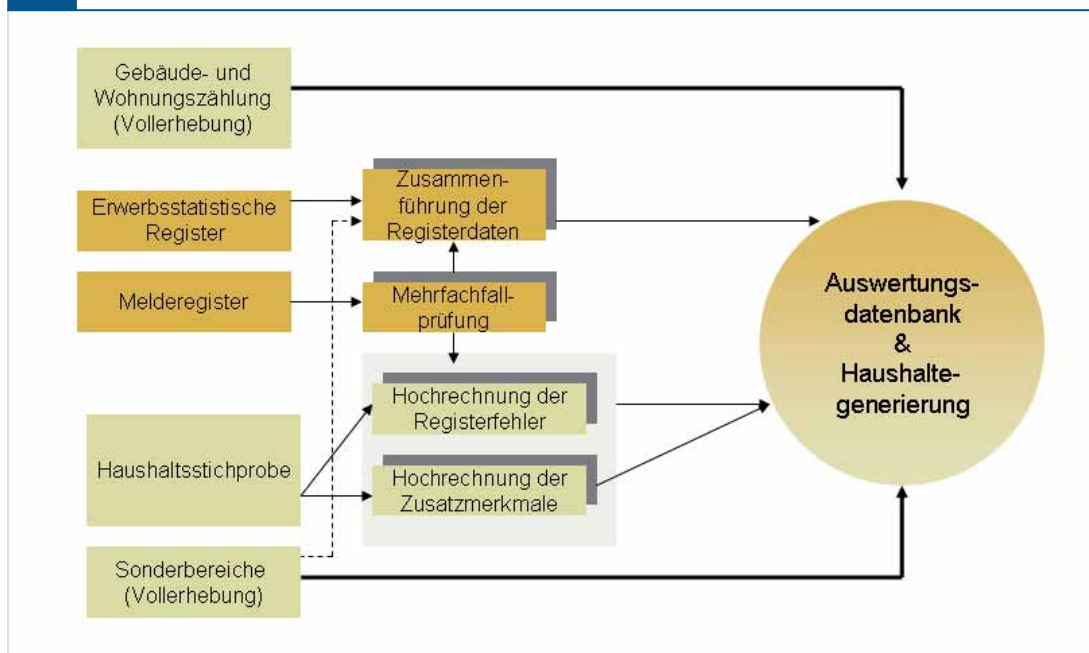 Gebäude- und
Wohnungszählung
(Vollerhebung)
Erwerbsstatistische
Register
Zusammen-
führung der
Registerdaten
Melderegister
Mehrfachfall-
prüfung
Auswertungs-
datenbank
&
Haushalte-
generierung
Haushaltsstichprobe
Hochrechnung der
Registerfehler
Hochrechnung der
Zusatzmerkmale
Sonderbereiche
(Vollerhebung)